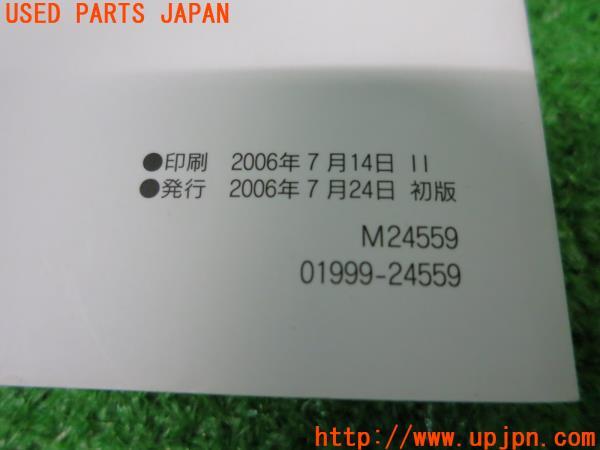 USED PARTS JAPAN
●印刷 2006年7月14日 II
●発行 2006年7月24日 初版
M24559
01999-24559
http://www.upjpn.com